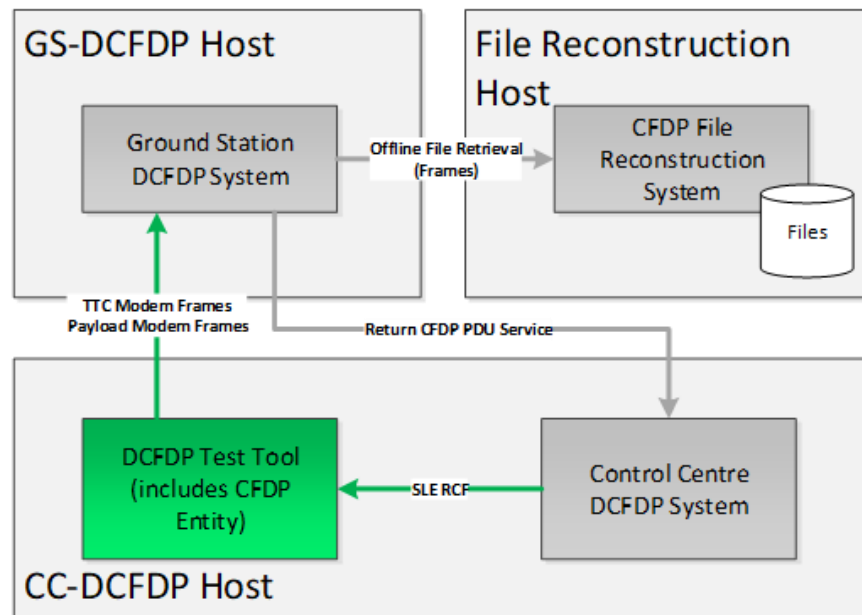 GS-DCFDP Host
File Reconstruction
Host
Ground Station
DCFDP System
Offline File Retrieval
(Frames)
CFDP File
Reconstruction
System
Files
TTC Modem Frames
Payload Modem Frames
Return CFDP PDU Service
DCFDP Test Tool
(includes CFDP
Entity)
SLE RCF
Control Centre
DCFDP System
CC-DCFDP Host